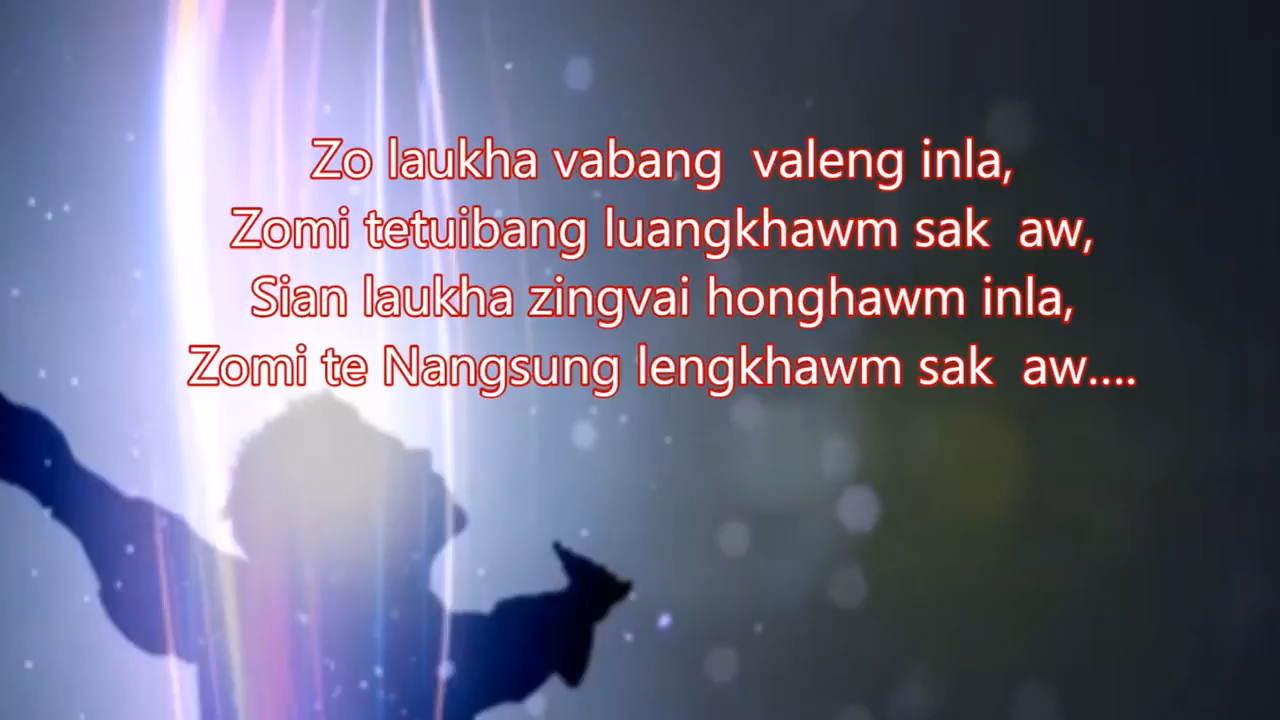 Zo laukha vabang valeng inla,
Zomi tetuibang luangkhawm sak aw,
Sian laukha zingvai honghawm inla,
Zomi te Nangsung lengkhawm sak aw....